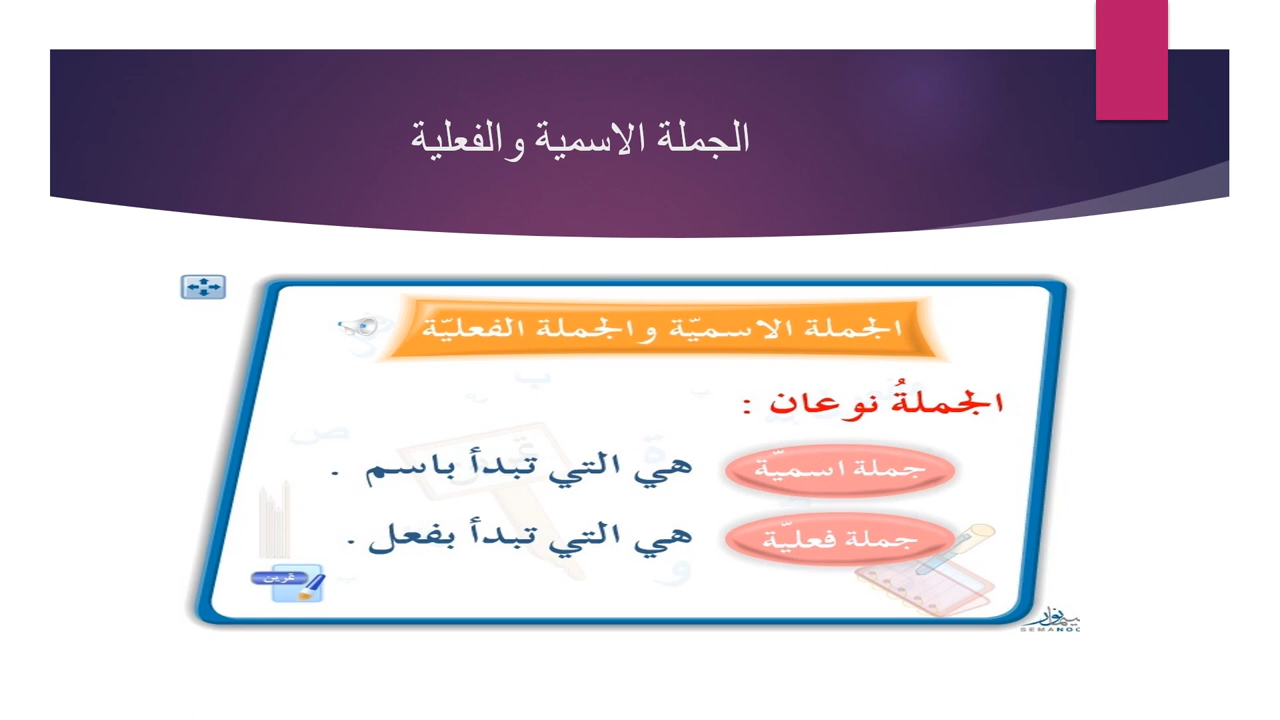 الجملة الاسمية والفعلية
الجملة الاسميّة والجملة الفعليّة
الجملةُ نوعان :
جملة اسميّة هي التي تبدأ باسم .
جملة فعليّة هي التي تبدأ بفعل .
تمرين
SEMANOC